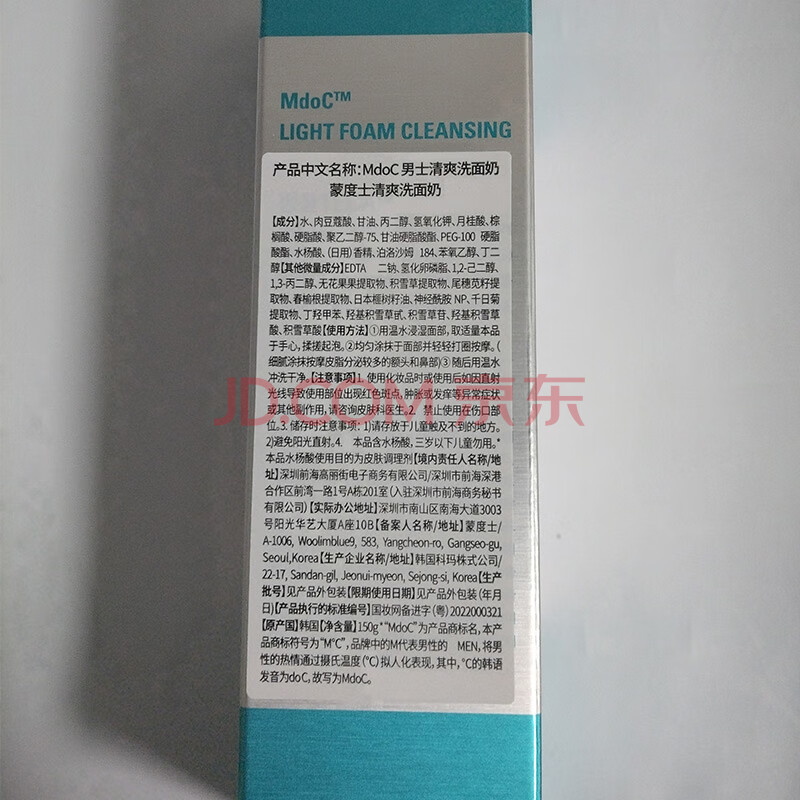 MdoC™
LIGHT FOAM CLEANSING
产品中文名称：MdoC 男士清爽洗面奶
蒙度士清爽洗面奶
【成分】水、肉豆蔻酸、甘油、丙二醇、氢氧化钾、月桂酸、棕
榈酸、硬脂酸、聚乙二醇-75、甘油硬脂酸酯、PEG-100 硬脂
酸酯、水杨酸、(日用)香精、泊洛沙姆 184、苯氧乙醇、丁二
醇【其他微量成分】EDTA 二钠、氢化卵磷脂、1,2-己二醇、
1,3-丙二醇、无花果果提取物、积雪草提取物、尾穗苋籽提
取物、春榆根提取物、日本榧树籽油、神经酰胺 NP、千日菊
提取物、丁羟甲苯、羟基积雪草甙、积雪草苷、羟基积雪草
酸、积雪草酸【使用方法】①用温水浸湿面部，取适量本品
于手心，揉搓起泡。②均匀涂抹于面部并轻轻打圈按摩。(
细腻涂抹按摩皮脂分泌较多的额头和鼻部)③随后用温水
冲洗干净。【注意事项】1. 使用化妆品时或使用后如因直射
光线导致使用部位出现红色斑点、肿胀或发痒等异常症状
或其他副作用，请咨询皮肤科医生。2. 禁止使用在伤口部
位。3. 储存时注意事项：1)请存放于儿童触及不到的地方。
2)避免阳光直射。4. 本品含水杨酸，三岁以下儿童勿用。*
本品水杨酸使用目的为皮肤调理剂【境内责任人名称/地
址】深圳前海高丽街电子商务有限公司/深圳市前海深港
合作区前湾一路1号A栋201室（入驻深圳市前海商务秘书
有限公司）【实际办公地址】深圳市南山区南海大道3003
号阳光华艺大厦A座10B【备案人名称/地址】蒙度士/
A-1006, Woolimblue9, 583, Yangcheon-ro, Gangseo-gu,
Seoul,Korea【生产企业名称/地址】韩国科玛株式公司/
22-17, Sandan-gil, Jeonui-myeon, Sejong-si, Korea【生产
批号】见产品外包装【限期使用日期】见产品外包装（年月
日）【产品执行的标准编号】国妆网备进字（粤）2022000321
【原产国】韩国【净含量】150g*“MdoC”为产品商标名，本产
品商标符号为“M℃”，品牌中的M代表男性的 MEN，将男
性的热情通过摄氏温度（℃）拟人化表现，其中，℃的韩语
发音为do C，故写为MdoC。
JD.COM 京东